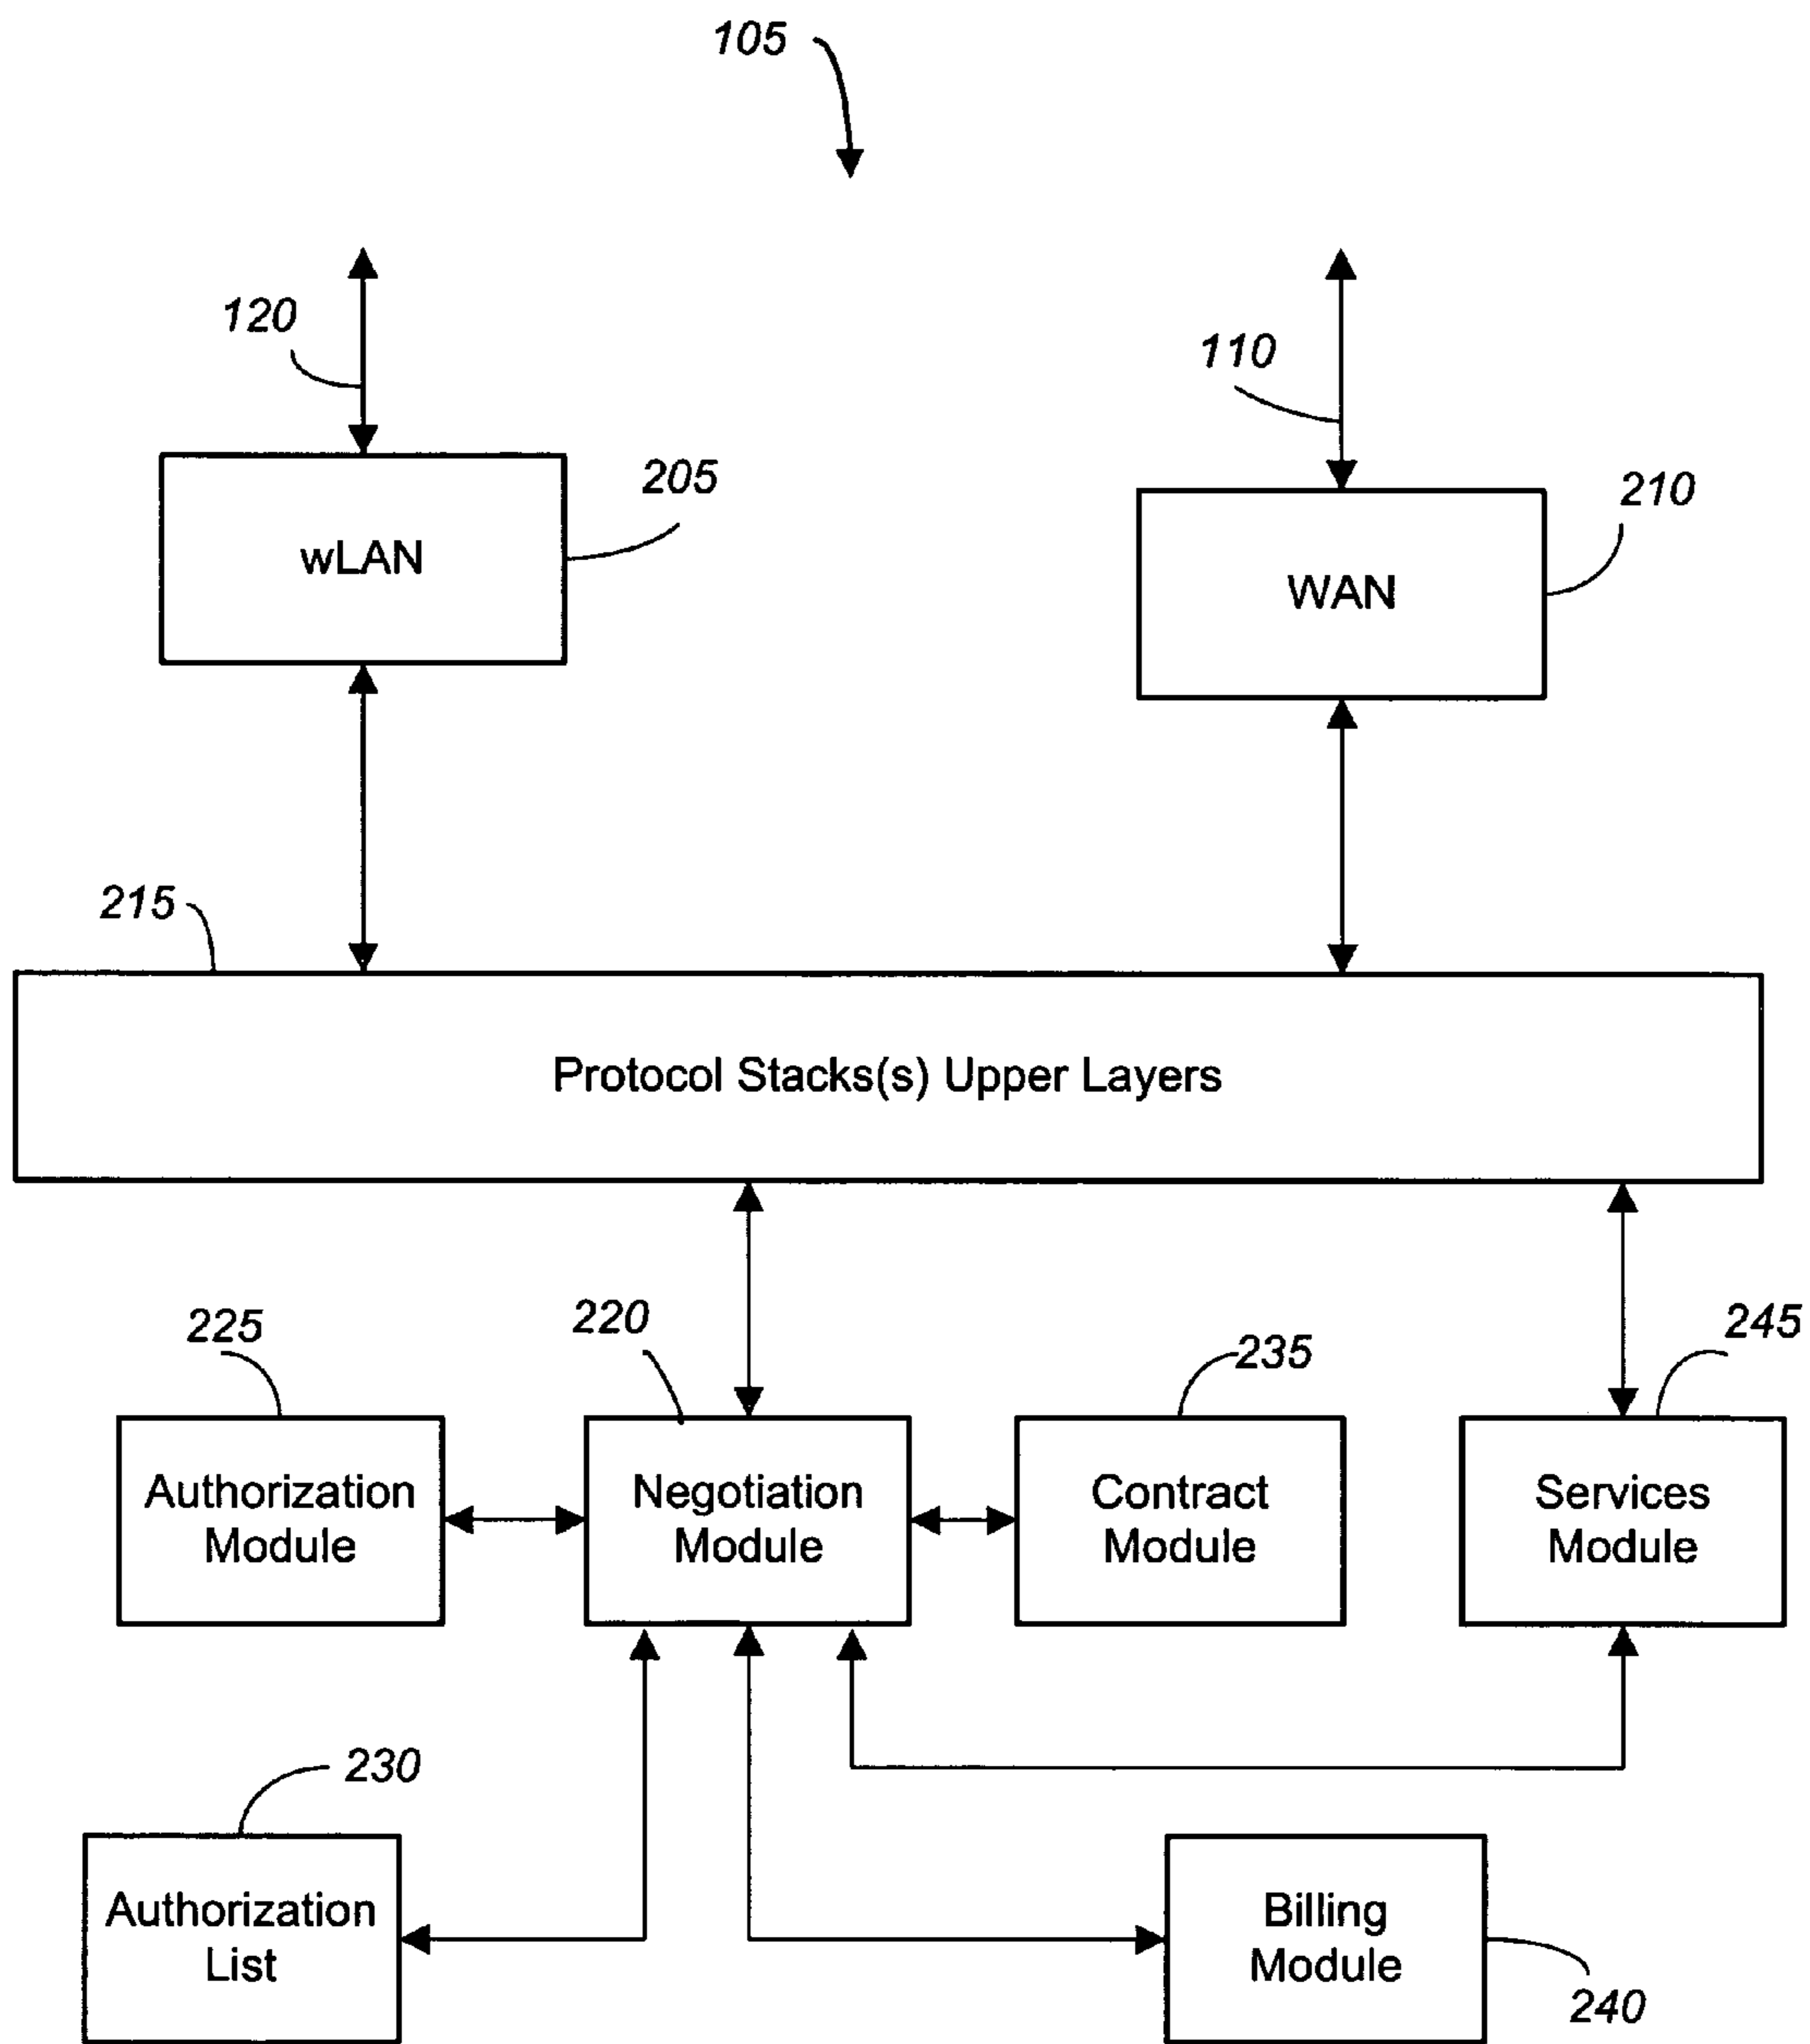 105
120
110
205
210
wLAN
WAN
215
Protocol Stacks(s) Upper Layers
225
220
235
245
Authorization
Module
Negotiation
Module
Contract
Module
Services
Module
230
Authorization
List
Billing
Module
240